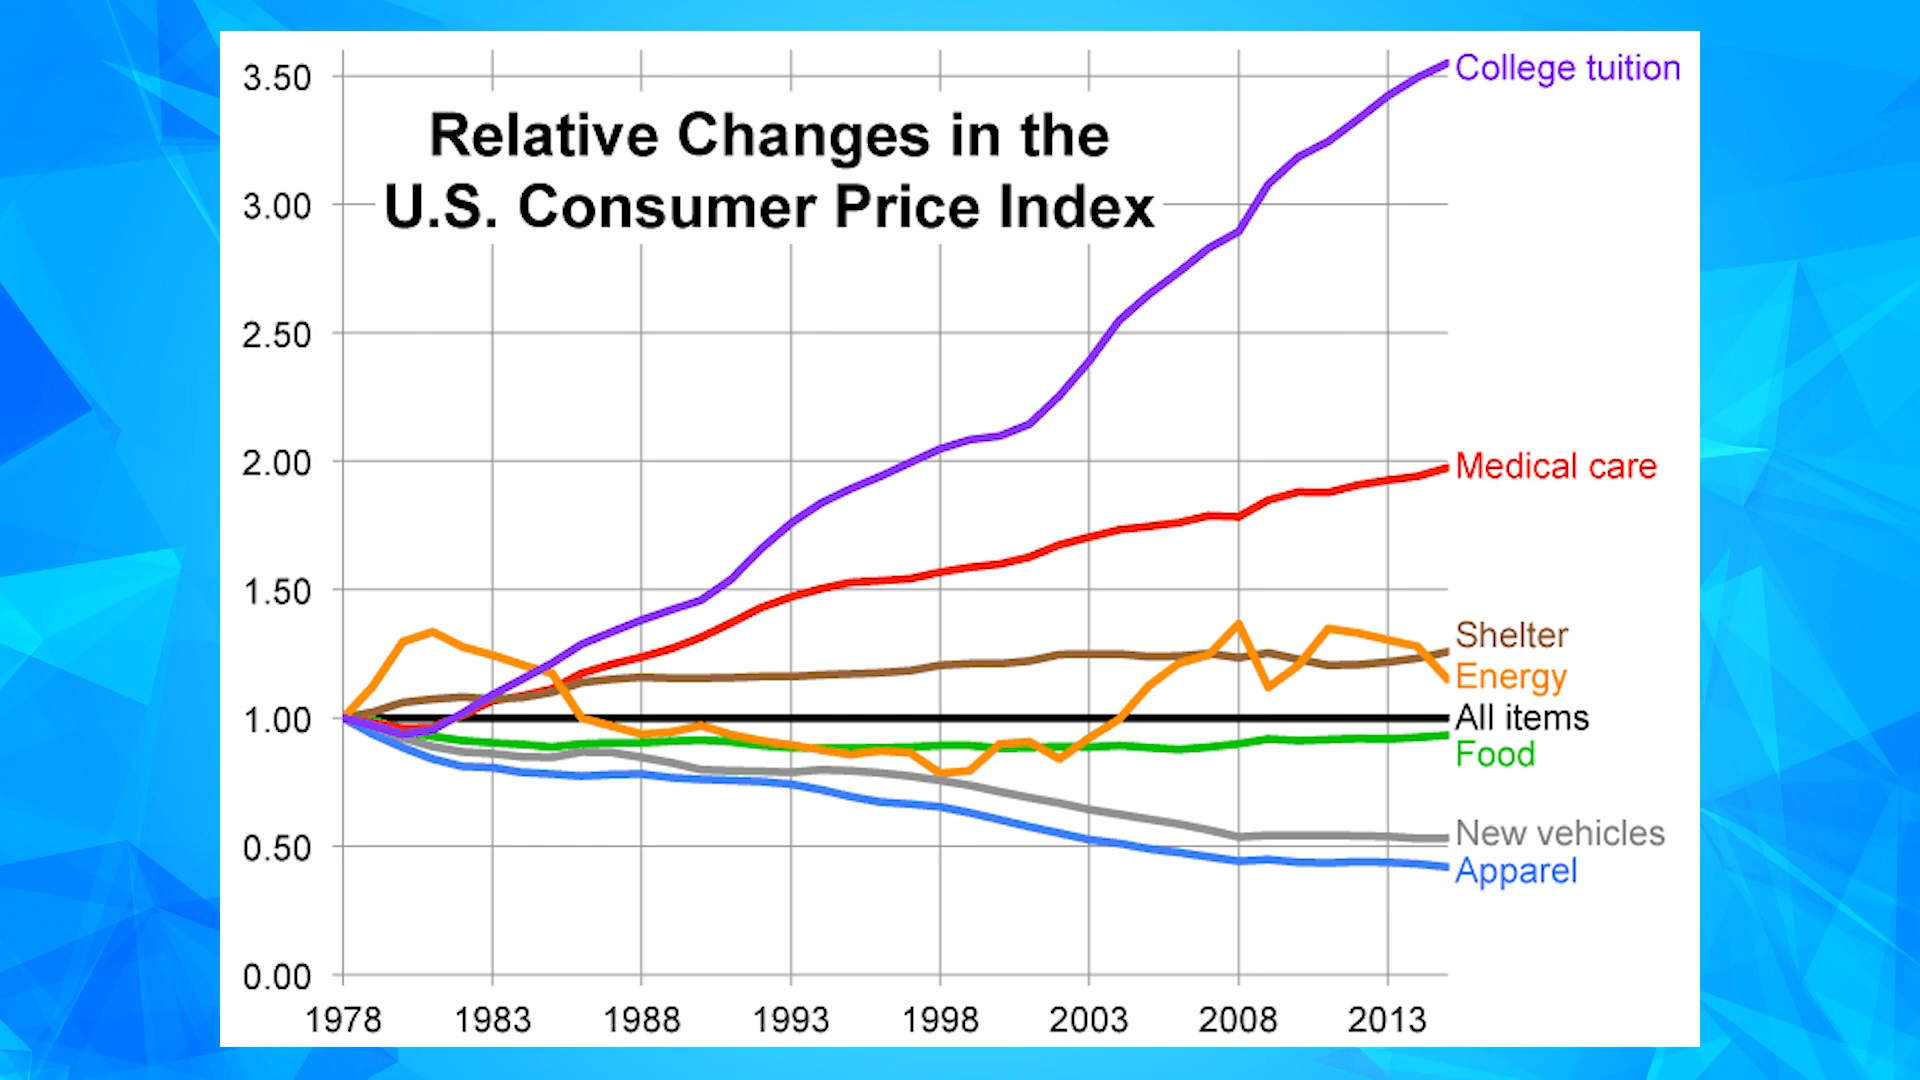 Relative Changes in the
U.S. Consumer Price Index
3.50
3.00
2.50
2.00
1.50
1.00
0.50
0.00
1978 1983 1988 1993 1998 2003 2008 2013
College tuition
Medical care
Shelter
Energy
All items
Food
New vehicles
Apparel